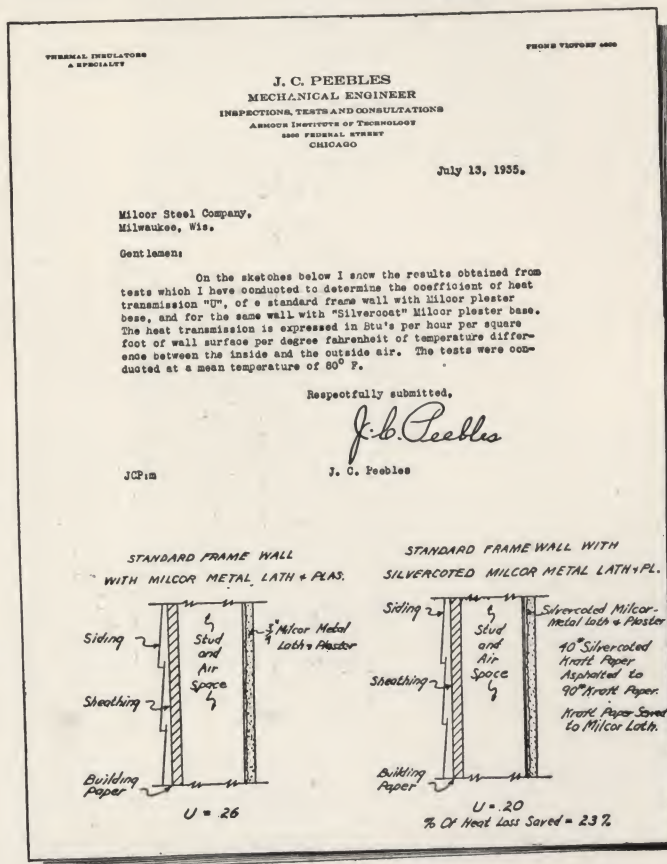 THERMAL INSULATORS
A SPECIALTY
PHONE VICTORY 4600
J. C. PEEBLES
MECHANICAL ENGINEER
INSPECTIONS, TESTS AND CONSULTATIONS
ARMOUR INSTITUTE OF TECHNOLOGY
3300 FEDERAL STREET
CHICAGO
July 13, 1935.
Milcor Steel Company,
Milwaukee, Wis.
Gentlemen:
On the sketches below I show the results obtained from
tests which I have conducted to determine the coefficient of heat
transmission "U", of a standard frame wall with Milcor plaster
base, and for the same wall with "Silvercoat" Milcor plaster base.
The heat transmission is expressed in Btu's per hour per square
foot of wall surface per degree fahrenheit of temperature differ-
ence between the inside and the outside air. The tests were con-
ducted at a mean temperature of 80° F.
Respectfully submitted,
J. C. Peebles
JCP:m
J. C. Peebles
STANDARD FRAME WALL
WITH MILCOR METAL LATH & PLAS.
Siding
Stud
and
Air
Space
3/4" Milcor Metal
Lath & Plaster
Sheathing
Building
Paper
U = .26
STANDARD FRAME WALL WITH
SILVERCOTED MILCOR METAL LATH & PL.
Siding
Stud
and
Air
Space
Silvercoted Milcor-
Metal Lath & Plaster
40# Silvercoted
Kraft Paper
Asphalted to
90# Kraft Paper.
Kraft Paper Sewed
to Milcor Lath.
Sheathing
Building
Paper
U = .20
% Of Heat Loss Saved = 23%